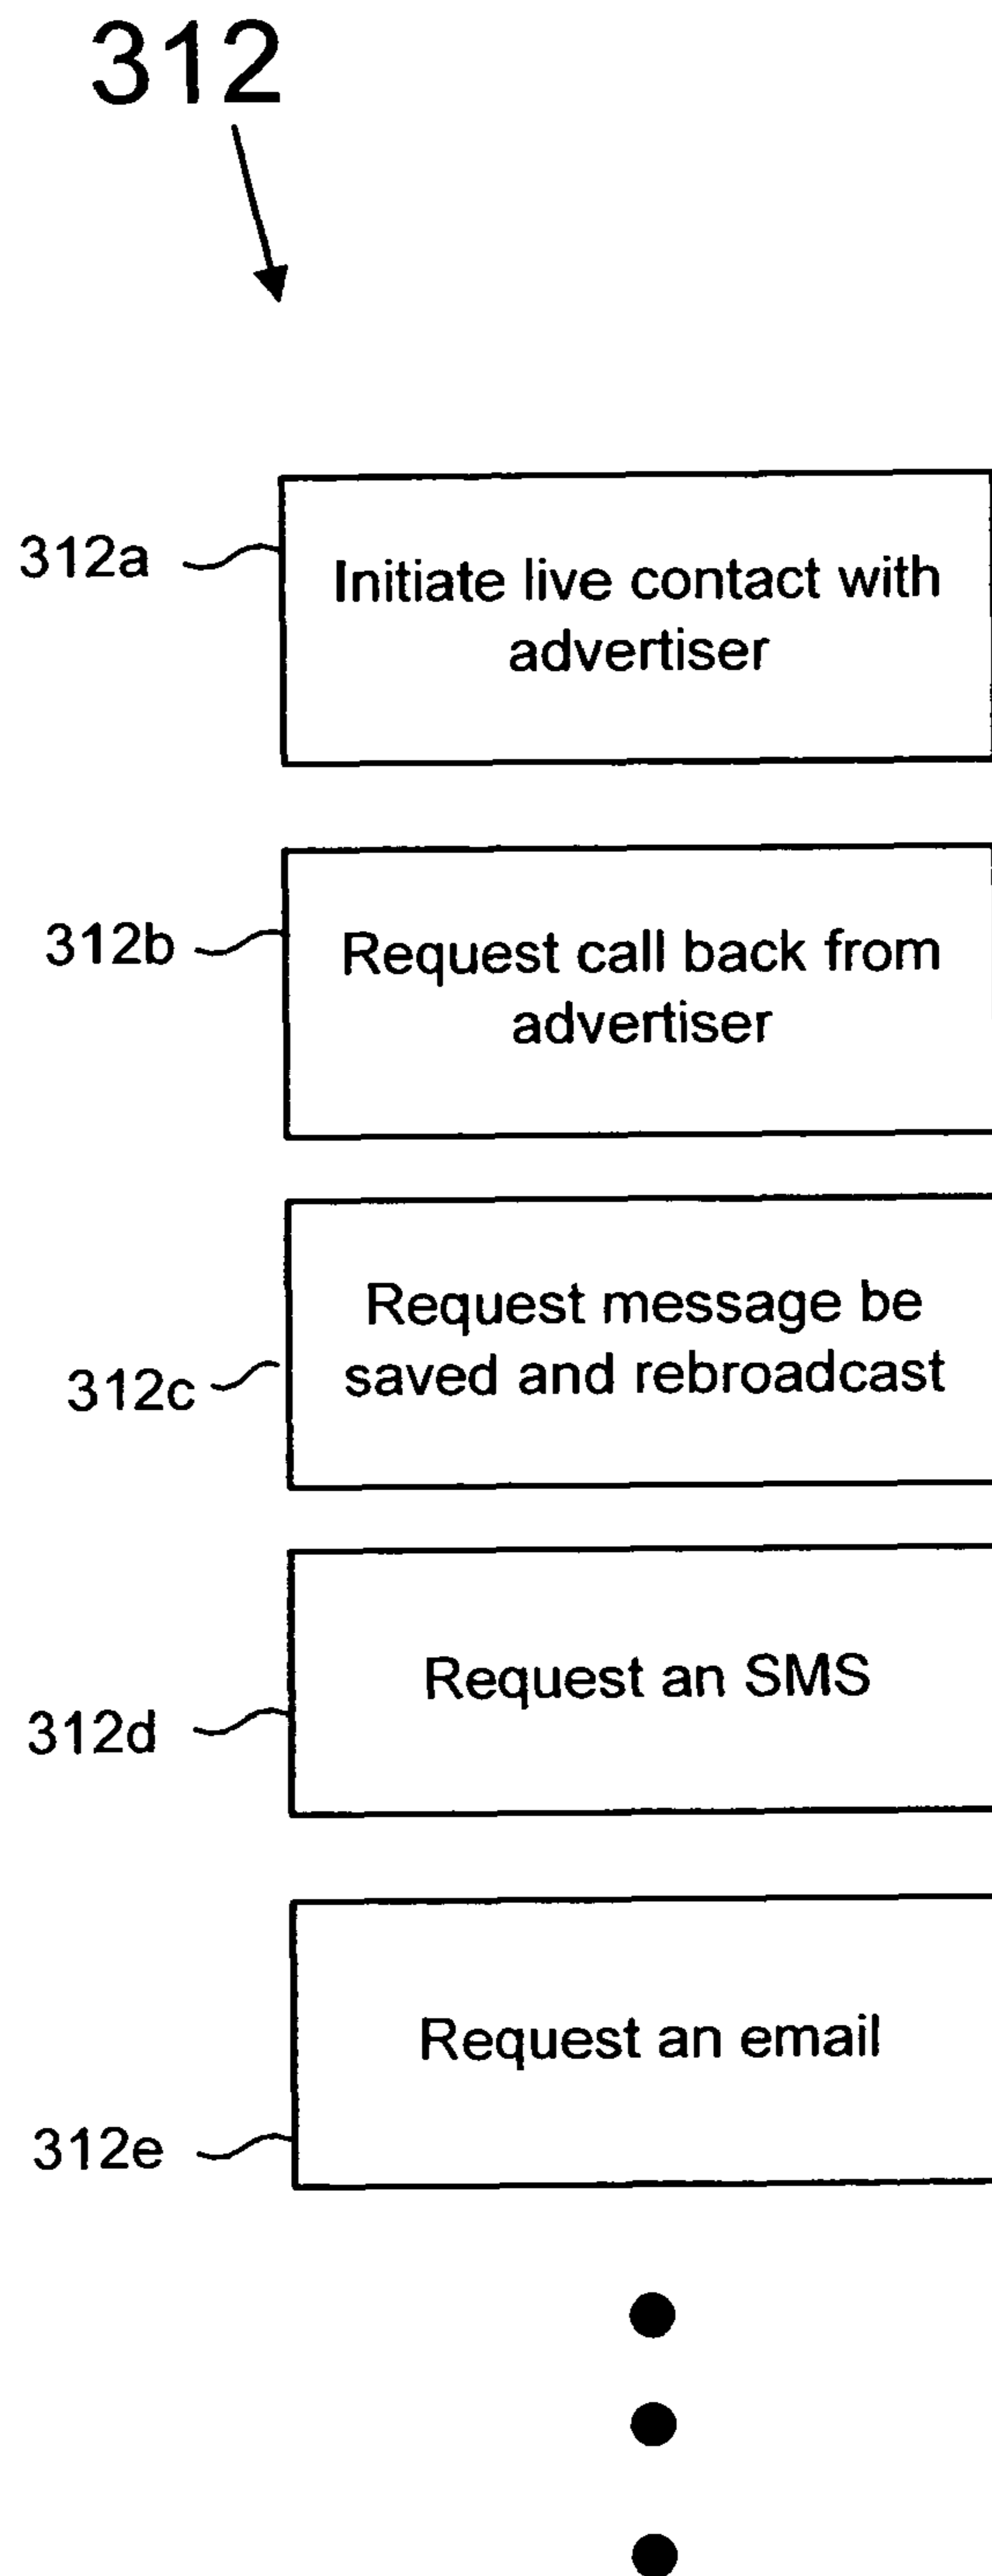 312
312a
Initiate live contact with
advertiser
312b
Request call back from
advertiser
312c
Request message be
saved and rebroadcast
312d
Request an SMS
312e
Request an email